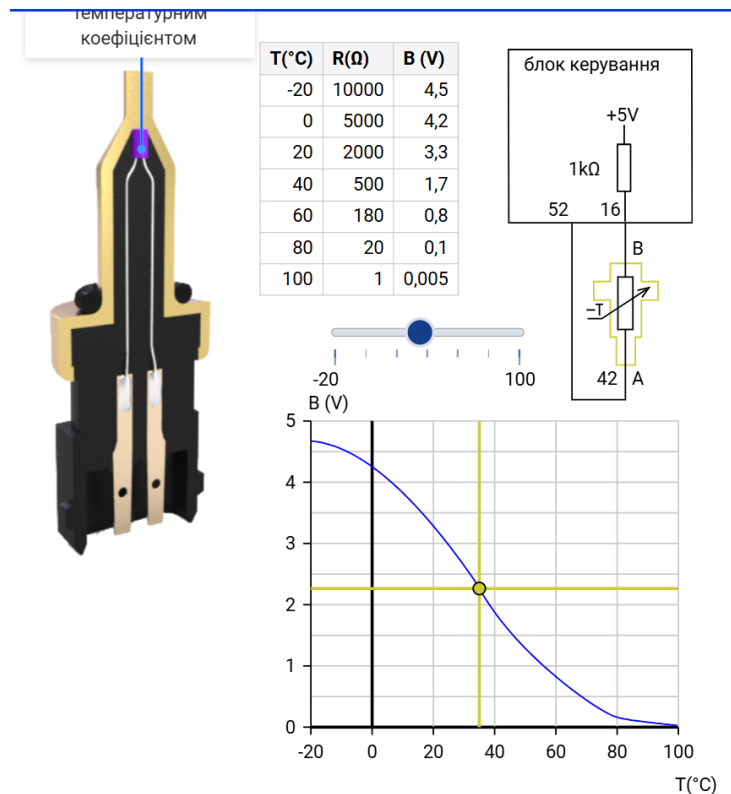 температурним
коефіцієнтом
T(°C) R(Ω) B (V)
-20 10000 4,5
0 5000 4,2
20 2000 3,3
40 500 1,7
60 180 0,8
80 20 0,1
100 1 0,005
блок керування
+5V
1kΩ
52 16
B
–T
42 A
-20 100
B (V)
5
4
3
2
1
0
-20 0 20 40 60 80 100
T(°C)